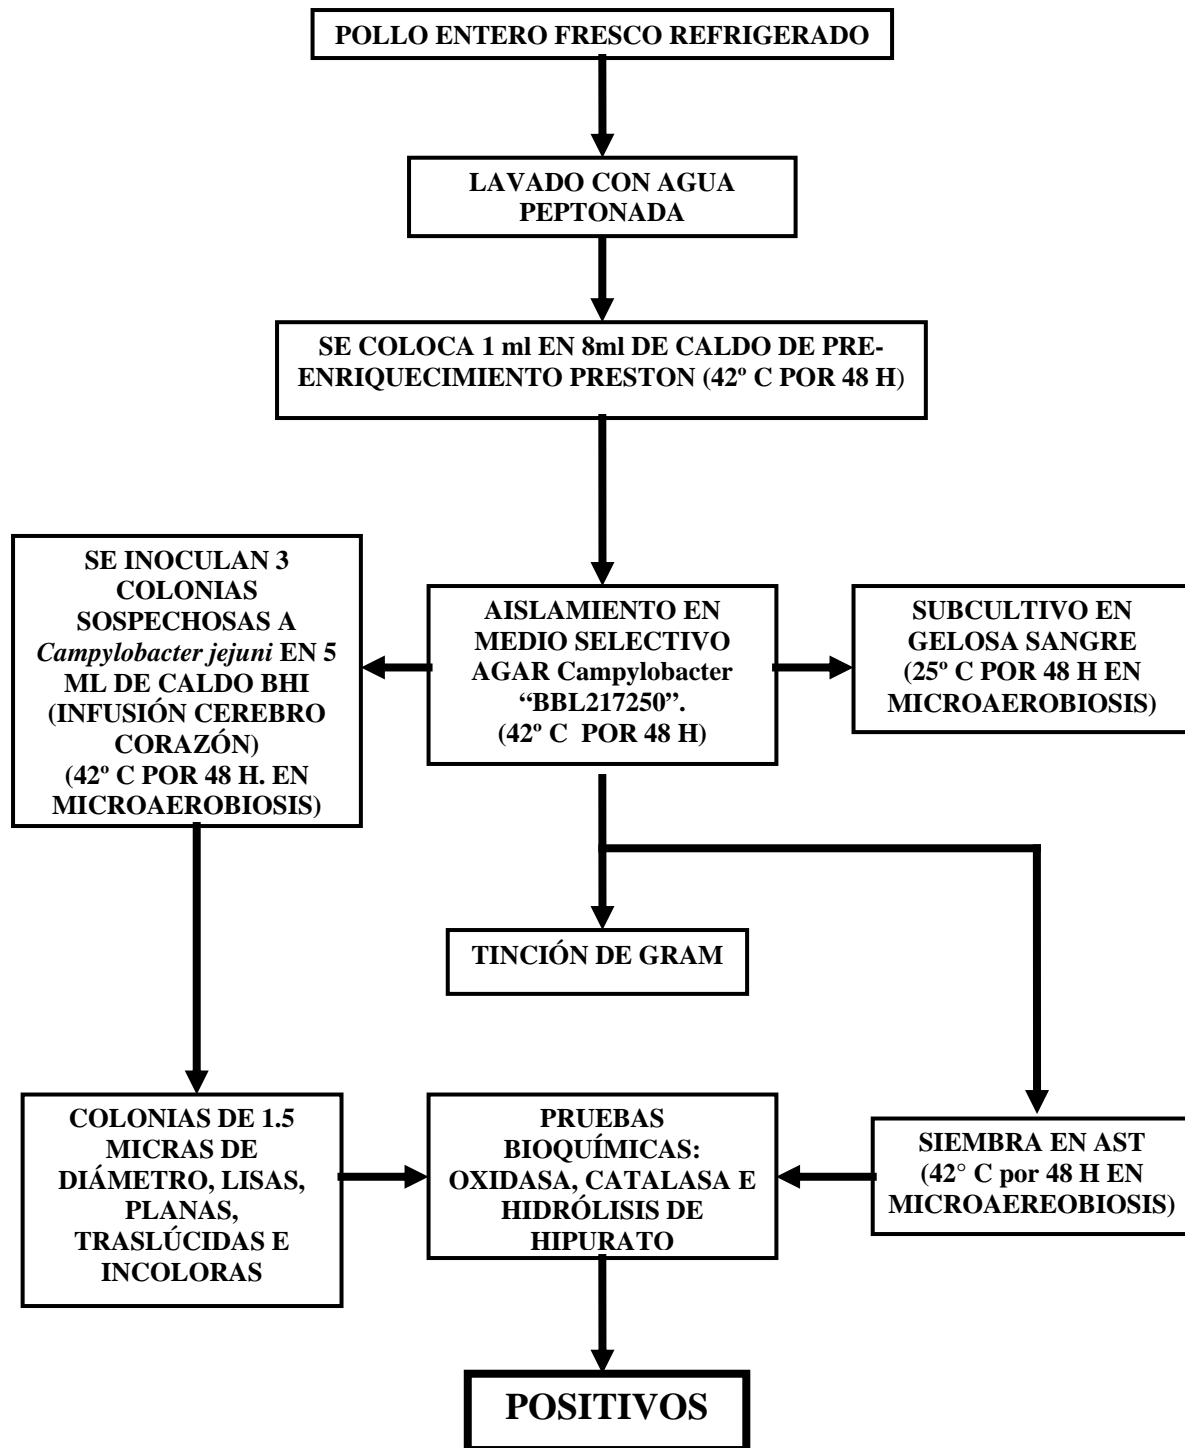 POLLO ENTERO FRESCO REFRIGERADO
LAVADO CON AGUA
PEPTONADA
SE COLOCA 1 ml EN 8ml DE CALDO DE PRE-
ENRIQUECIMIENTO PRESTON (42º C POR 48 H)
SE INOCULAN 3
COLONIAS
SOSPECHOSAS A
Campylobacter jejuni EN 5
ML DE CALDO BHI
(INFUSIÓN CEREBRO
CORAZÓN)
(42º C POR 48 H. EN
MICROAEROBIOSIS)
AISLAMIENTO EN
MEDIO SELECTIVO
AGAR Campylobacter
“BBL217250”.
(42º C POR 48 H)
SUBCULTIVO EN
GELOSA SANGRE
(25º C POR 48 H EN
MICROAEROBIOSIS)
TINCIÓN DE GRAM
COLONIAS DE 1.5
MICRAS DE
DIÁMETRO, LISAS,
PLANAS,
TRASLÚCIDAS E
INCOLORAS
PRUEBAS
BIOQUÍMICAS:
OXIDASA, CATALASA E
HIDRÓLISIS DE
HIPURATO
SIEMBRA EN AST
(42° C por 48 H EN
MICROAEREOBIOSIS)
POSITIVOS